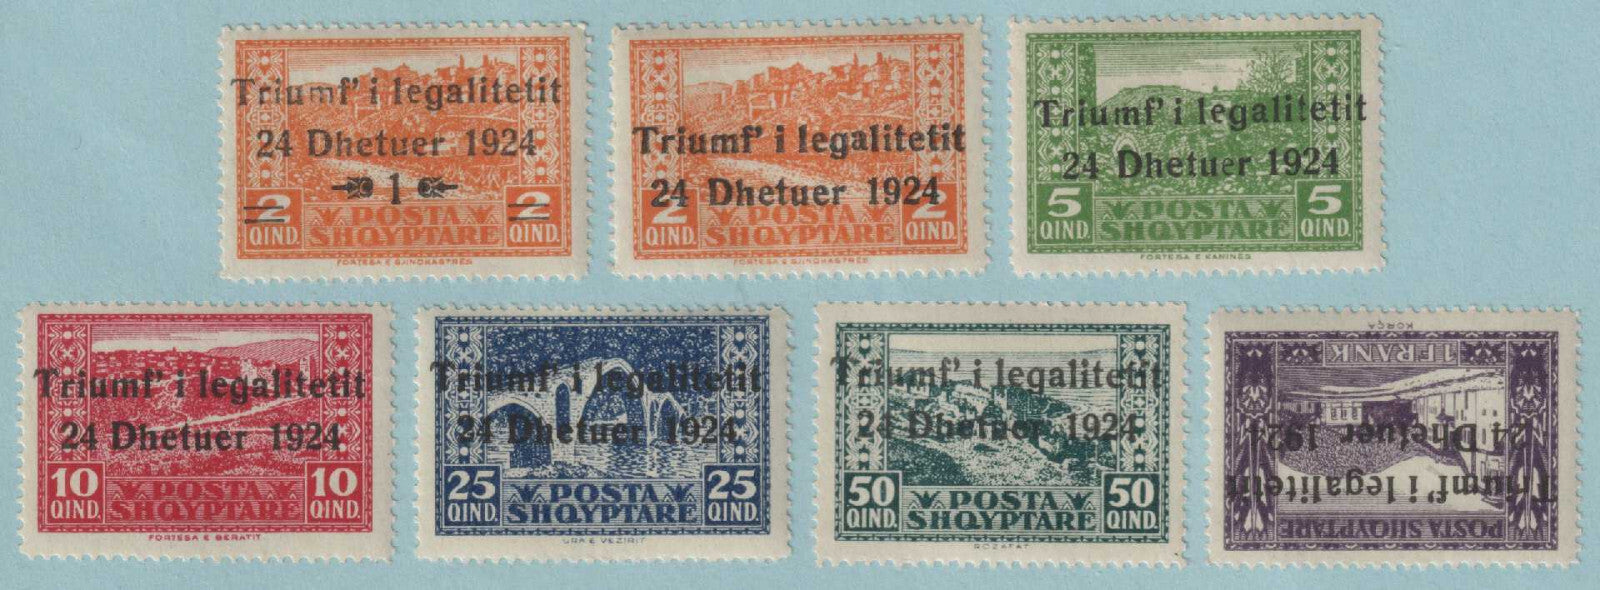 Triumf' i legalitetit
24 Dhetuer 1924
1
2 2
QIND. POSTA QIND.
SHQYPTARE
FORTESA E GJINOKASTRËS
Triumf' i legalitetit
24 Dhetuer 1924
2 2
QIND. POSTA QIND.
SHQYPTARE
FORTESA E GJINOKASTRËS
Triumf' i legalitetit
24 Dhetuer 1924
5 5
QIND. POSTA QIND.
SHQYPTARE
FORTESA E KANINËS
Triumf' i legalitetit
24 Dhetuer 1924
10 10
QIND. POSTA QIND.
SHQYPTARE
FORTESA E BERATIT
Triumf' i legalitetit
24 Dhetuer 1924
25 25
QIND. POSTA QIND.
SHQYPTARE
URA E VEZIRIT
Triumf' i legalitetit
24 Dhetuer 1924
50 50
QIND. POSTA QIND.
SHQYPTARE
ROZAFAT
POSTA SHQYPTARE
Triumf' i legalitetit
24 Dhetuer 1924
1 FRANK
KORÇA